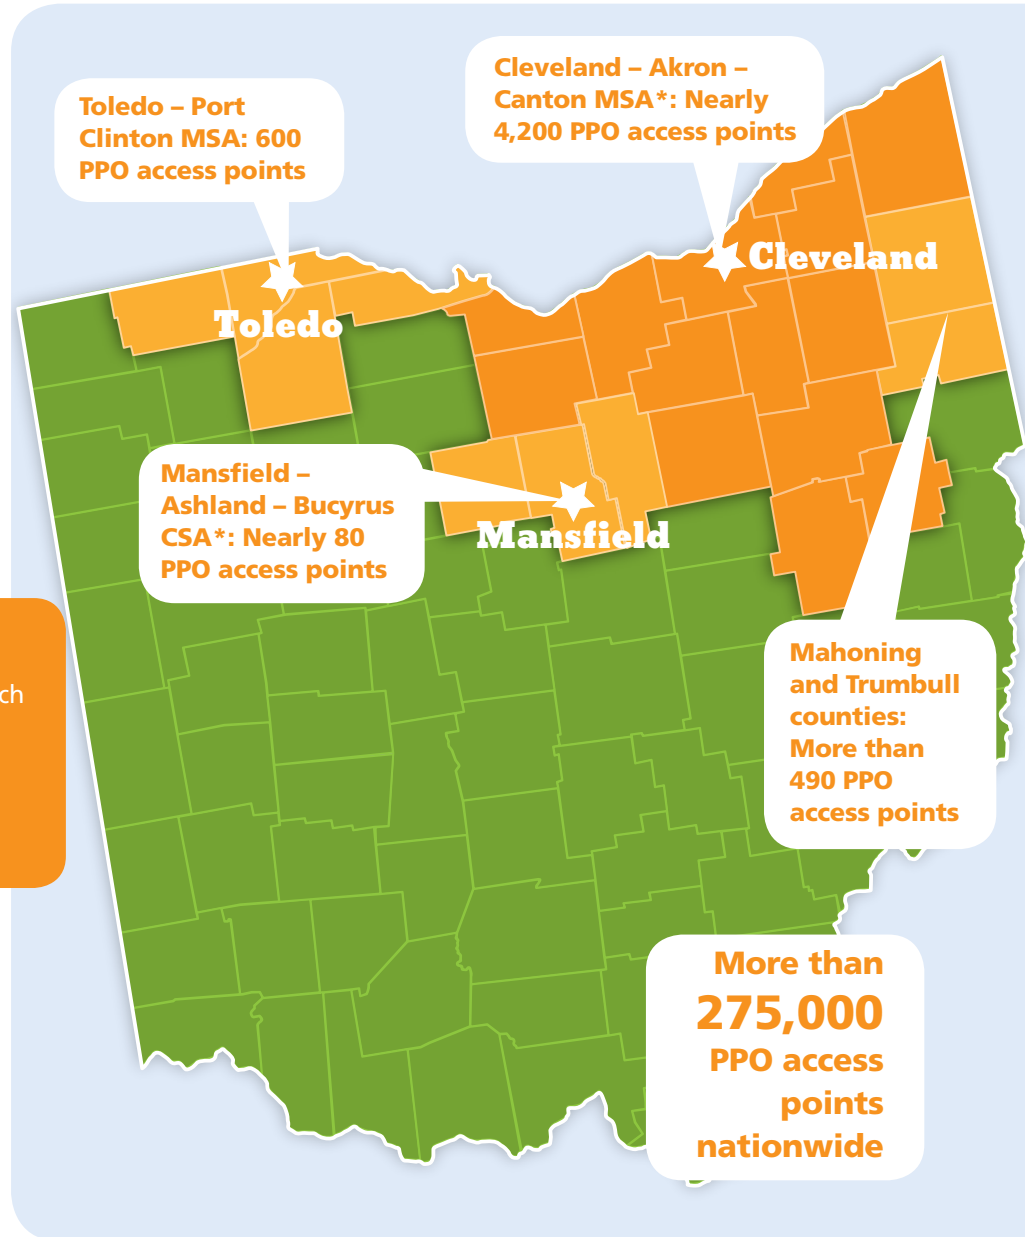 Cleveland – Akron –
Canton MSA*: Nearly
4,200 PPO access points
Toledo – Port
Clinton MSA: 600
PPO access points
Cleveland
Toledo
Mansfield –
Ashland – Bucyrus
CSA*: Nearly 80
PPO access points
Mansfield
Mahoning
and Trumbull
counties:
More than
490 PPO
access points
ch
More than
275,000
PPO access
points
nationwide